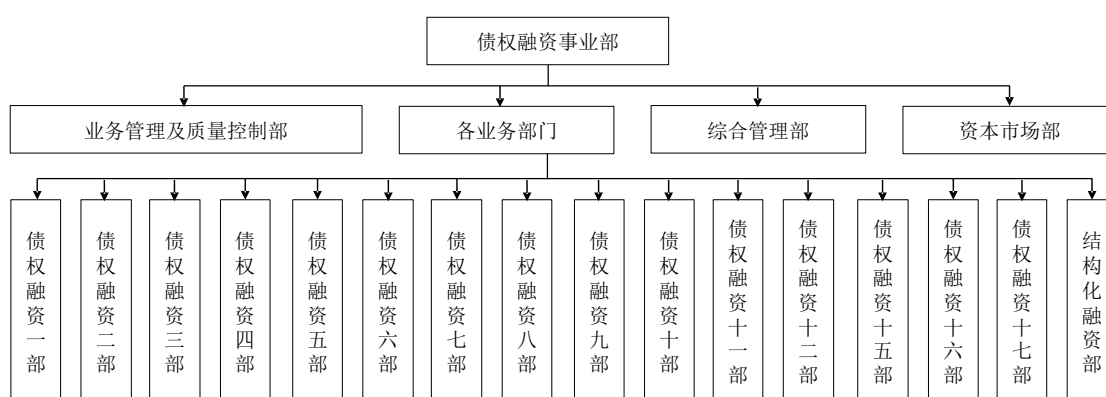 债权融资事业部
业务管理及质量控制部
各业务部门
综合管理部
资本市场部
债权融资一部
债权融资二部
债权融资三部
债权融资四部
债权融资五部
债权融资六部
债权融资七部
债权融资八部
债权融资九部
债权融资十部
债权融资十一部
债权融资十二部
债权融资十五部
债权融资十六部
债权融资十七部
结构化融资部